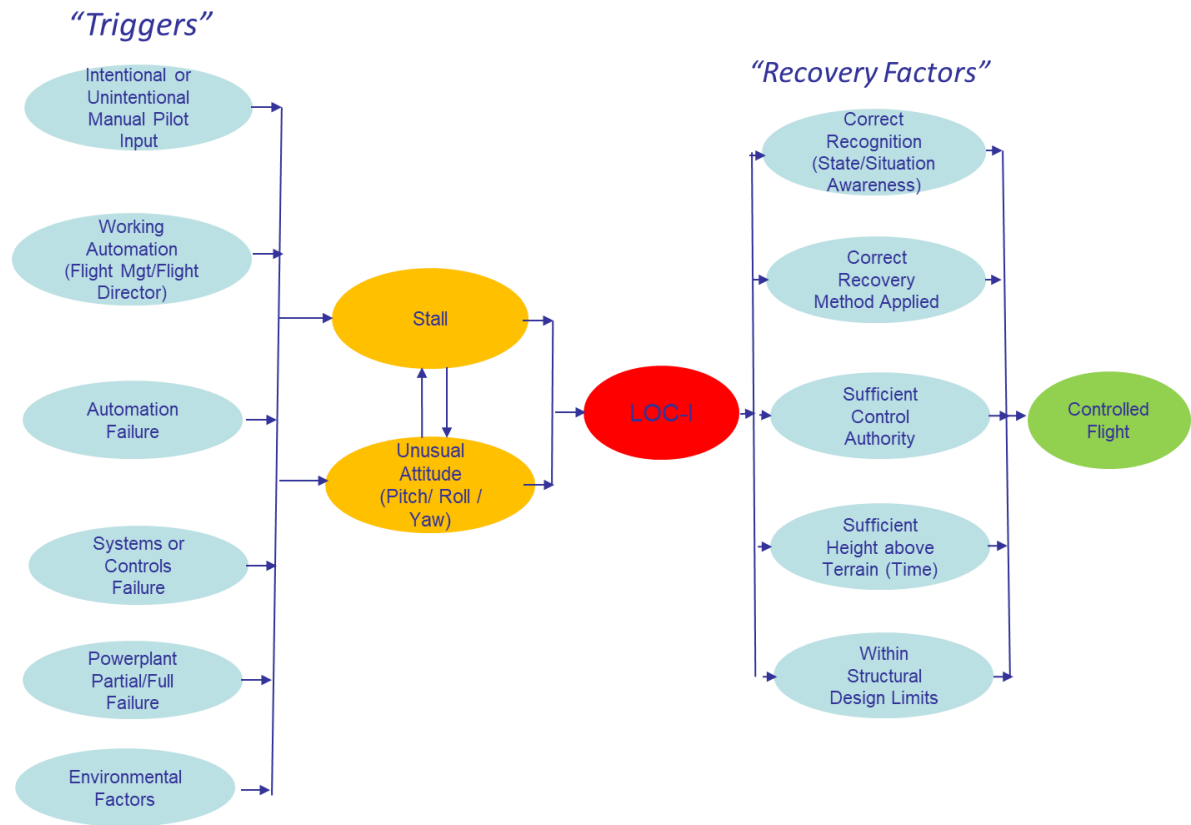 “Triggers”
Intentional or
Unintentional
Manual Pilot
Input
Working
Automation
(Flight Mgt/Flight
Director)
Automation
Failure
Systems or
Controls
Failure
Powerplant
Partial/Full
Failure
Environmental
Factors
Stall
Unusual
Attitude
(Pitch/ Roll /
Yaw)
LOC-I
“Recovery Factors”
Correct
Recognition
(State/Situation
Awareness)
Correct
Recovery
Method Applied
Sufficient
Control
Authority
Sufficient
Height above
Terrain (Time)
Within
Structural
Design Limits
Controlled
Flight